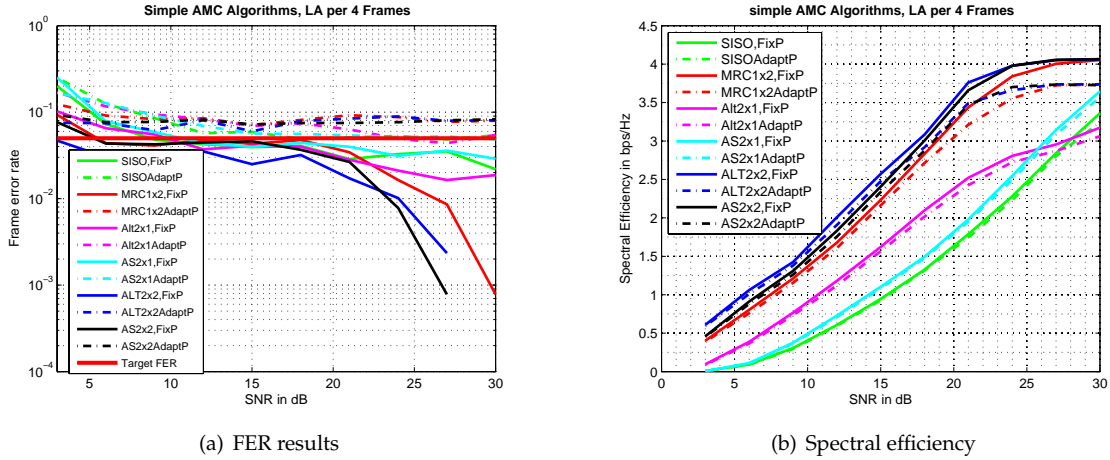 Simple AMC Algorithms, LA per 4 Frames
10^0
10^-1
10^-2
10^-3
10^-4
Frame error rate
SISO,FixP
SISOAdaptP
MRC1x2,FixP
MRC1x2AdaptP
Alt2x1,FixP
Alt2x1AdaptP
AS2x1,FixP
AS2x1AdaptP
ALT2x2,FixP
ALT2x2AdaptP
AS2x2,FixP
AS2x2AdaptP
Target FER
5 10 15 20 25 30
SNR in dB
(a) FER results
simple AMC Algorithms, LA per 4 Frames
4.5
4
3.5
3
2.5
2
1.5
1
0.5
0
Spectral Efficiency in bps/Hz
SISO,FixP
SISOAdaptP
MRC1x2,FixP
MRC1x2AdaptP
Alt2x1,FixP
Alt2x1AdaptP
AS2x1,FixP
AS2x1AdaptP
ALT2x2,FixP
ALT2x2AdaptP
AS2x2,FixP
AS2x2AdaptP
0 5 10 15 20 25 30
SNR in dB
(b) Spectral efficiency